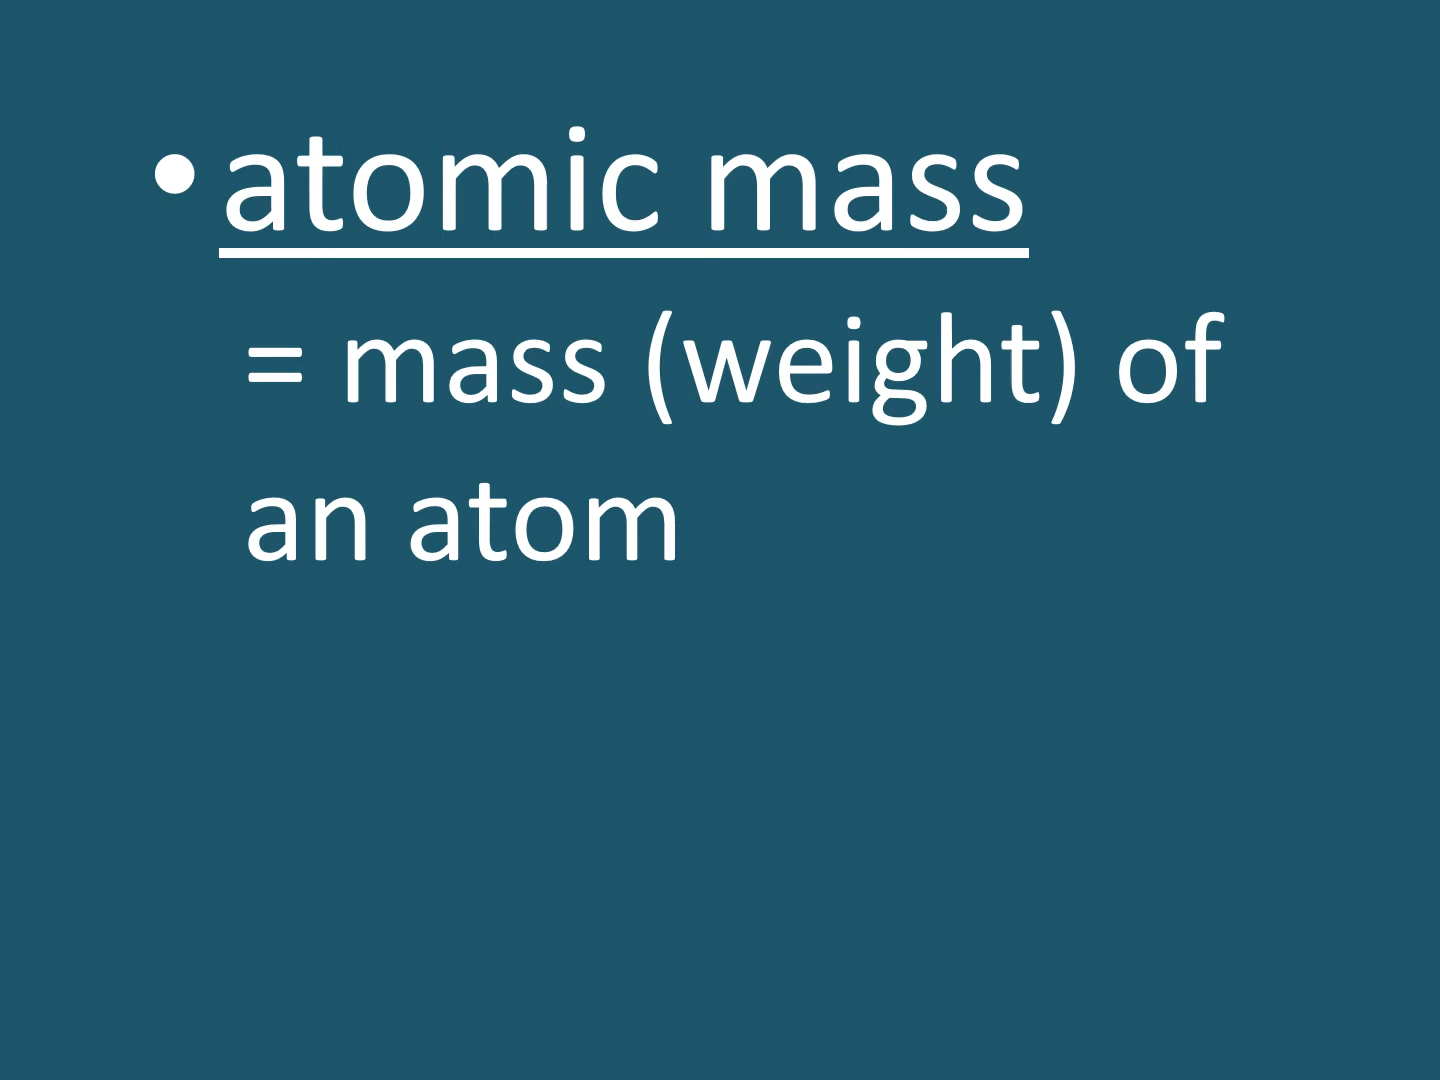 • atomic mass
= mass (weight) of
an atom